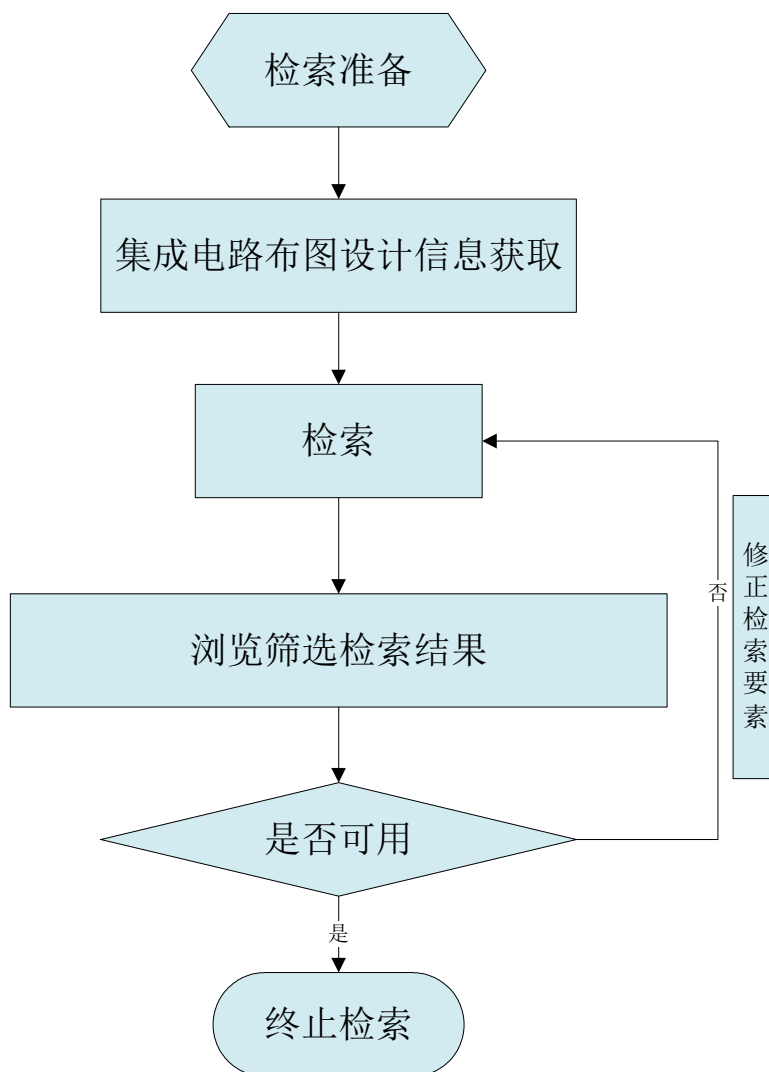 检索准备
集成电路布图设计信息获取
检索
浏览筛选检索结果
否
修正检索要素
是否可用
是
终止检索